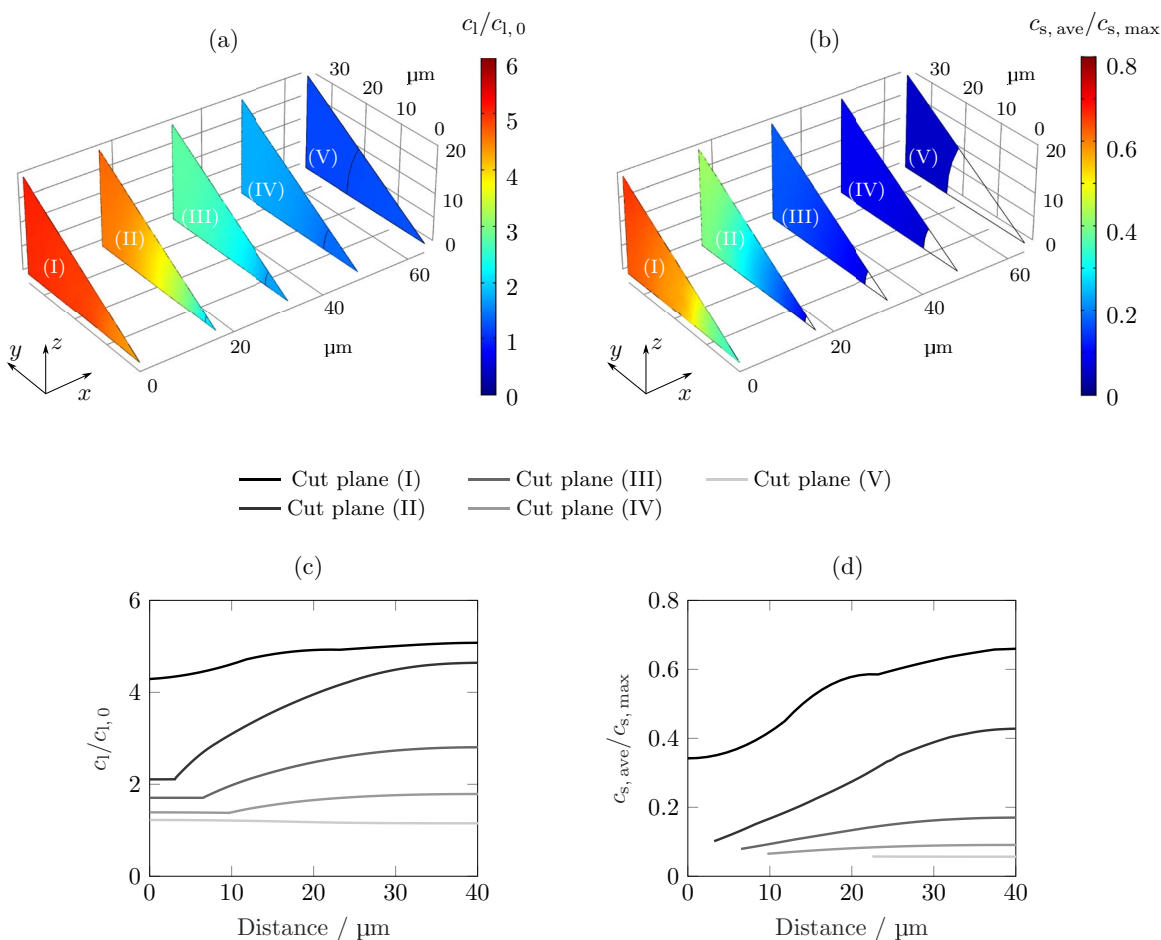 (a)
c_l/c_{l,0}
6
5
4
3
2
1
0
30
20
10
0
µm
20
10
0
(I)
(II)
(III)
(IV)
(V)
0
20
40
60
µm
x
y
z
(b)
c_{s, ave}/c_{s, max}
0.8
0.6
0.4
0.2
0
30
20
10
0
µm
20
10
0
(I)
(II)
(III)
(IV)
(V)
0
20
40
60
µm
x
y
z
Cut plane (I)
Cut plane (III)
Cut plane (V)
Cut plane (II)
Cut plane (IV)
(c)
6
4
2
0
c_l/c_{l,0}
0
10
20
30
40
Distance / µm
(d)
0.8
0.6
0.4
0.2
0
c_{s, ave}/c_{s, max}
0
10
20
30
40
Distance / µm